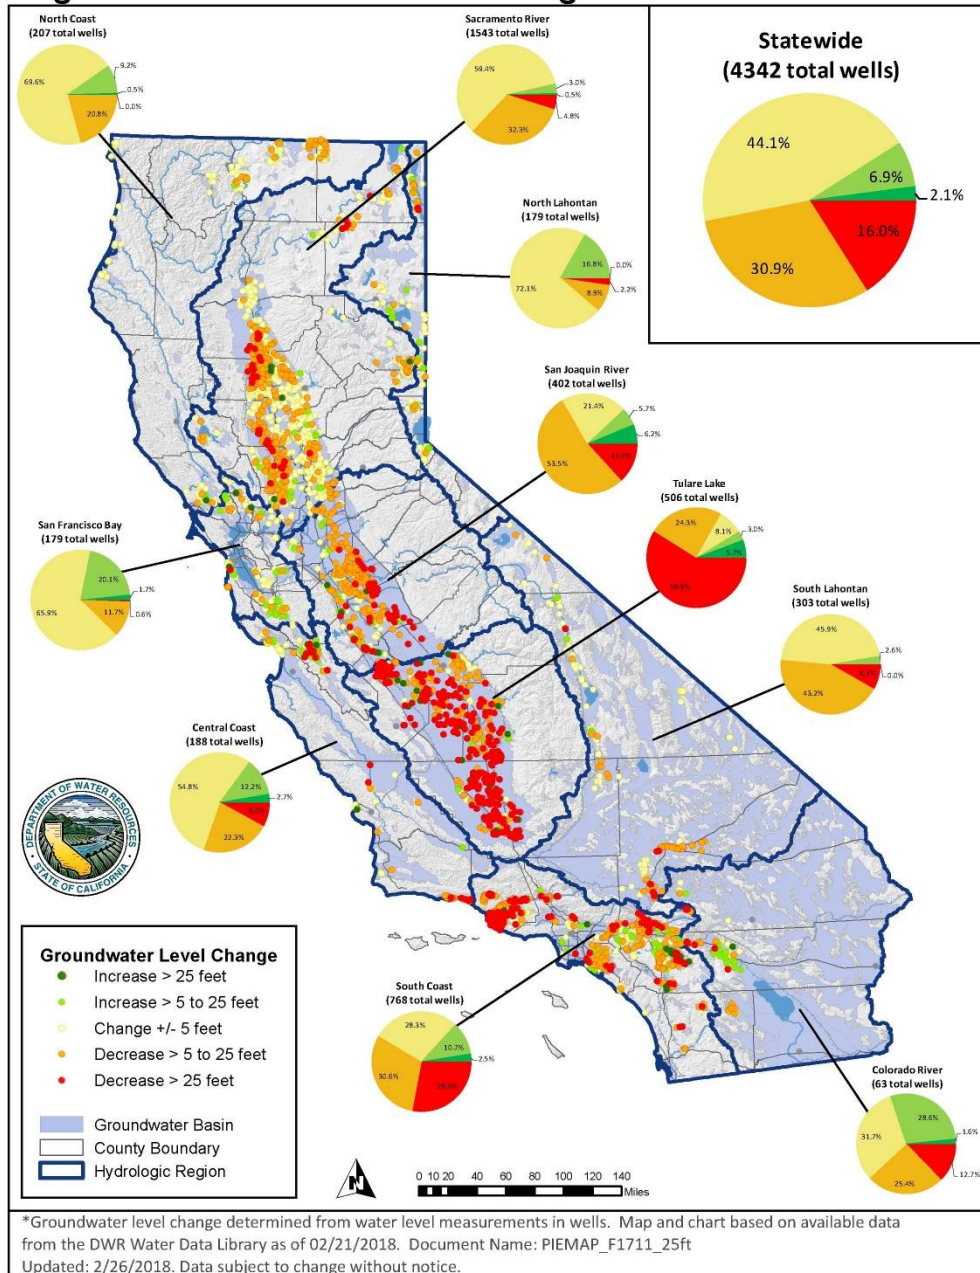 North Coast
(207 total wells)
69.6%
9.2%
0.5%
0.0%
20.8%
Sacramento River
(1543 total wells)
59.4%
3.0%
0.5%
4.8%
32.3%
Statewide
(4342 total wells)
44.1%
6.9%
2.1%
16.0%
30.9%
North Lahontan
(179 total wells)
72.1%
16.8%
0.0%
2.2%
8.9%
San Joaquin River
(402 total wells)
21.4%
5.7%
6.2%
53.5%
Tulare Lake
(506 total wells)
24.3%
8.1%
3.0%
5.7%
San Francisco Bay
(179 total wells)
65.9%
20.1%
1.7%
0.6%
11.7%
South Lahontan
(303 total wells)
45.9%
2.6%
0.0%
43.2%
Central Coast
(188 total wells)
54.8%
12.2%
2.7%
22.3%
DEPARTMENT OF WATER RESOURCES
STATE OF CALIFORNIA
Groundwater Level Change
Increase > 25 feet
Increase > 5 to 25 feet
Change +/- 5 feet
Decrease > 5 to 25 feet
Decrease > 25 feet
Groundwater Basin
County Boundary
Hydrologic Region
South Coast
(768 total wells)
28.3%
10.7%
2.5%
30.6%
Colorado River
(63 total wells)
31.7%
28.6%
1.6%
12.7%
25.4%
N
0 10 20 40 60 80 100 120 140
Miles
*Groundwater level change determined from water level measurements in wells. Map and chart based on available data
from the DWR Water Data Library as of 02/21/2018. Document Name: PIEMAP_F1711_25ft
Updated: 2/26/2018. Data subject to change without notice.